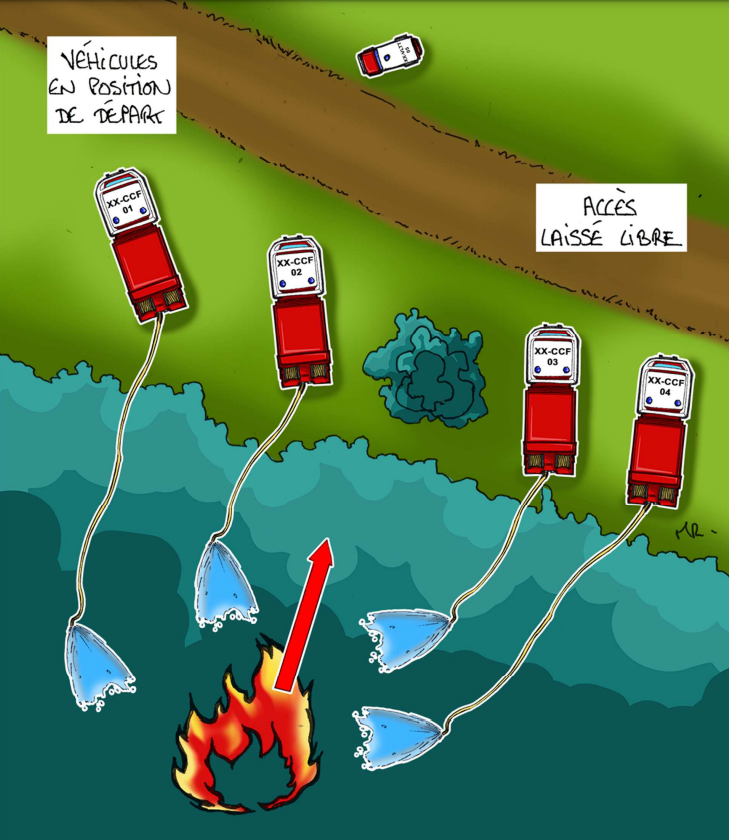 VÉHICULES
EN POSITION
DE DÉPART
ACCÈS
LAISSÉ LIBRE
XX-CCF
01
XX-CCF
02
XX-CCF
03
XX-CCF
04
MR-